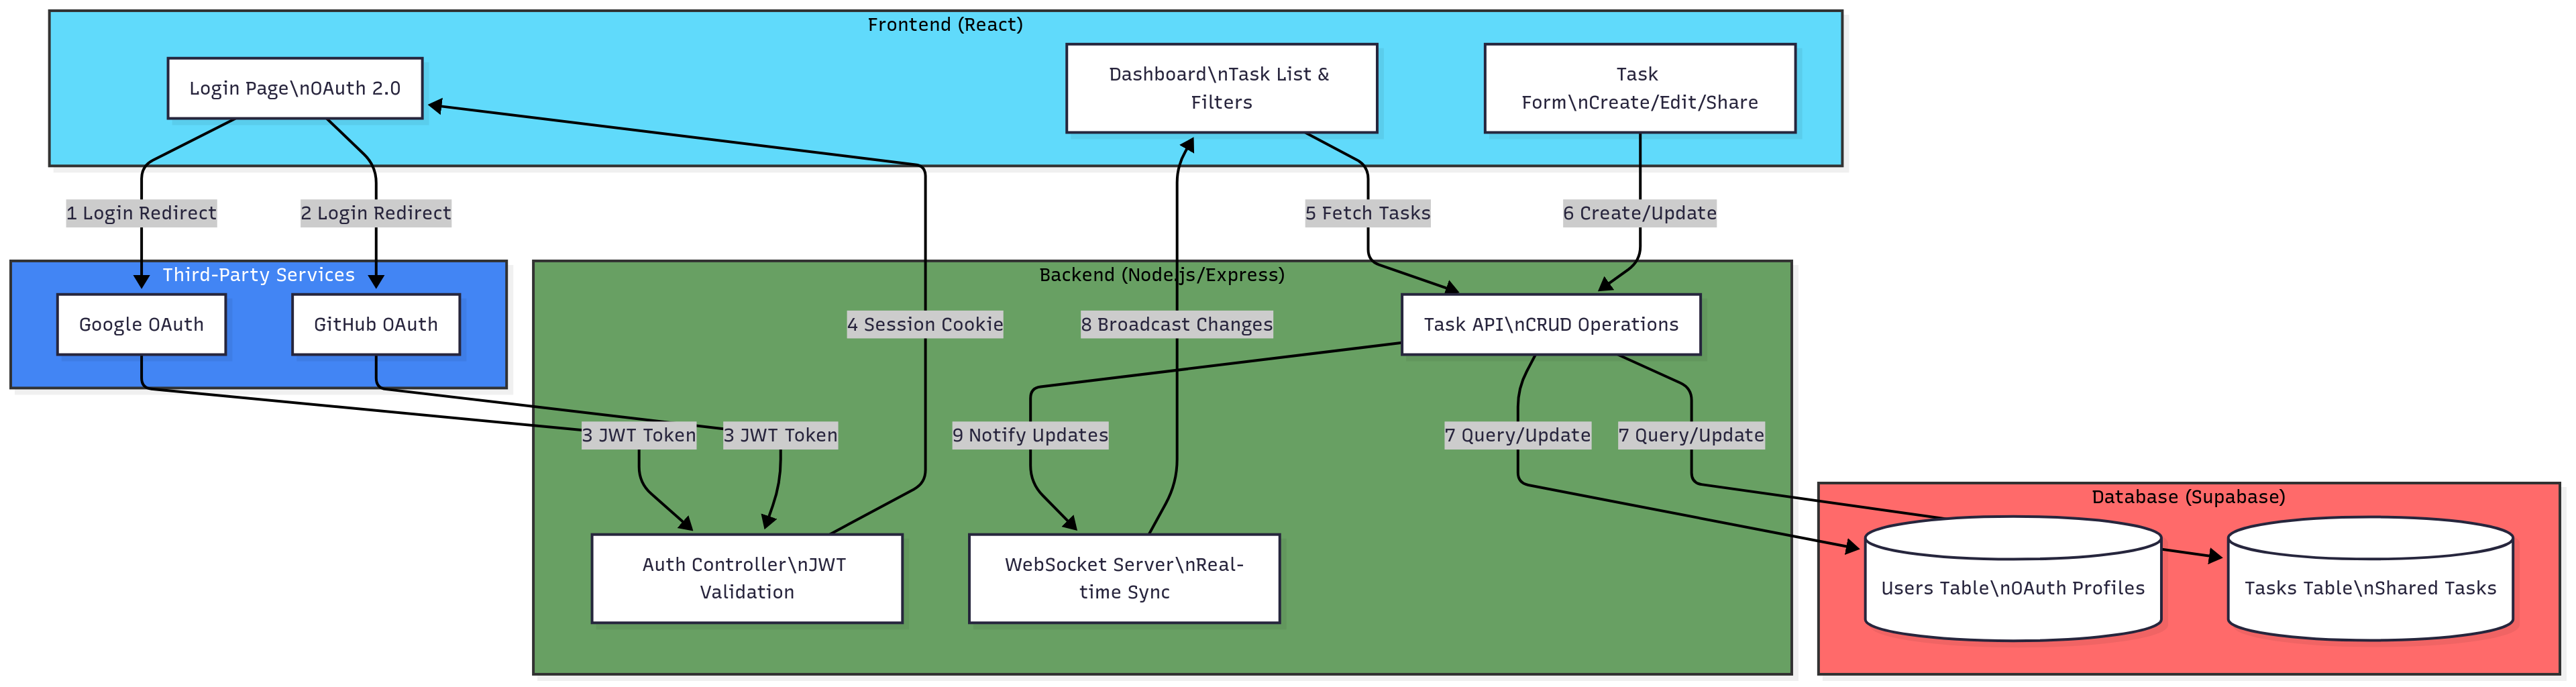 Frontend (React)
Login Page\nOAuth 2.0
Dashboard\nTask List &
Filters
Task
Form\nCreate/Edit/Share
1 Login Redirect
2 Login Redirect
5 Fetch Tasks
6 Create/Update
Third-Party Services
Google OAuth
GitHub OAuth
Backend (Node.js/Express)
4 Session Cookie
8 Broadcast Changes
Task API\nCRUD Operations
3 JWT Token
3 JWT Token
9 Notify Updates
7 Query/Update
7 Query/Update
Auth Controller\nJWT
Validation
WebSocket Server\nReal-
time Sync
Database (Supabase)
Users Table\nOAuth Profiles
Tasks Table\nShared Tasks